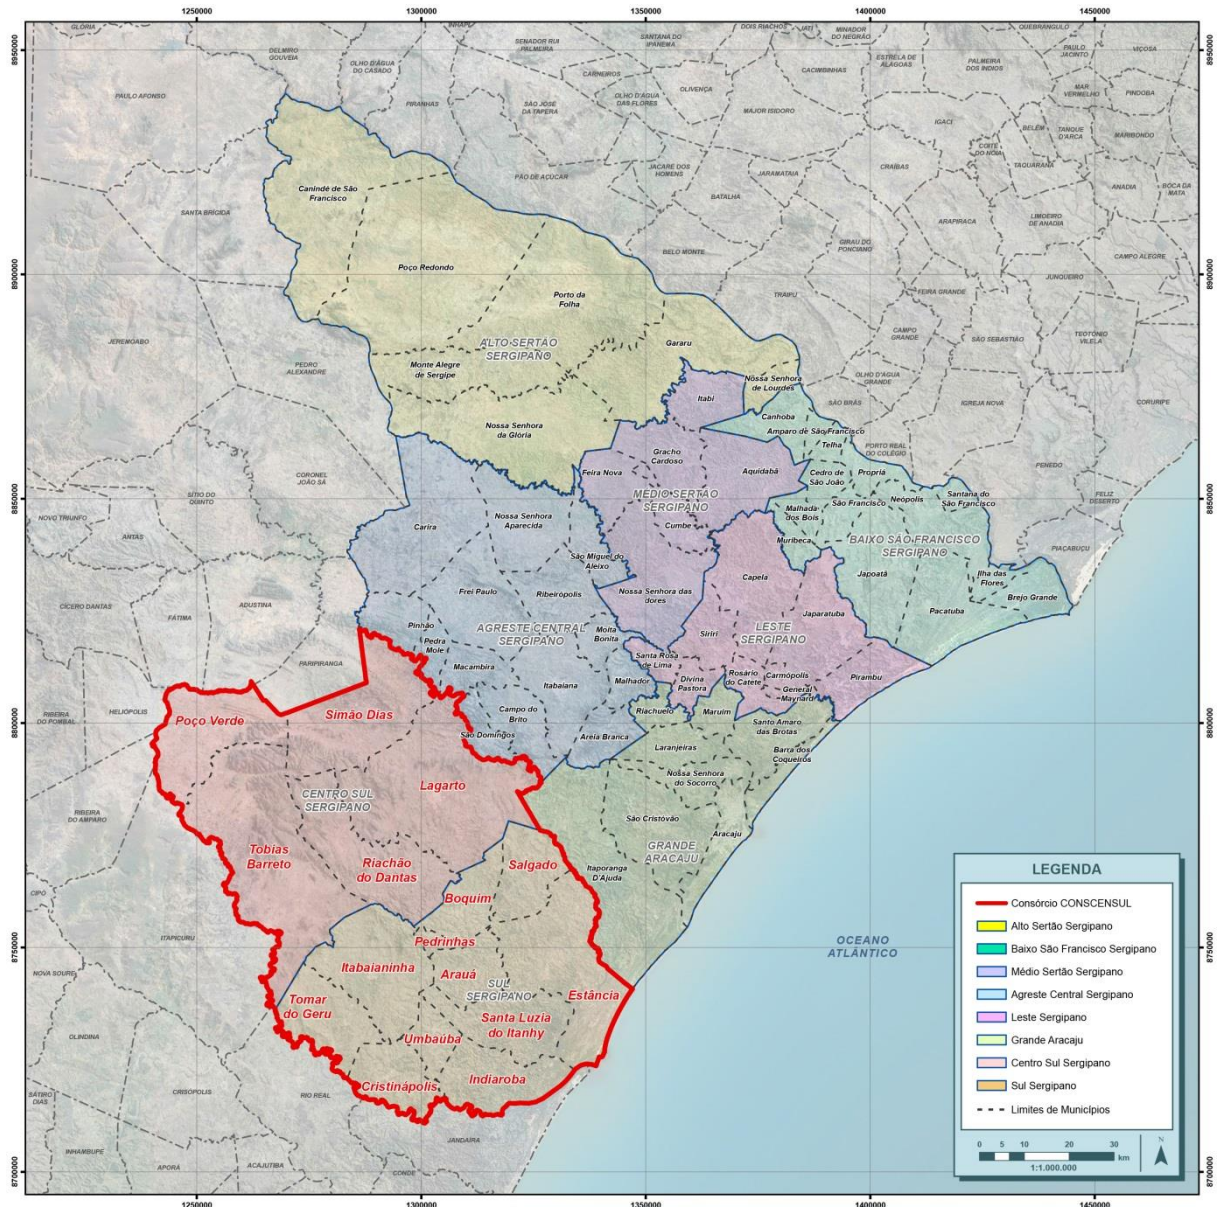 1250000
1300000
1350000
1400000
1450000
8950000
8950000
8900000
8900000
8850000
8850000
8800000
8800000
8750000
8750000
8700000
8700000
GLÓRIA
DELMIRO
GOUVEIA
INHAPI
SENADOR RUI
PALMEIRA
SANTANA DO
IPANEMA
DOIS RIACHOS
MINADOR
DO NEGRÃO
ESTRELA DE
ALAGOAS
QUEBRANGULO
PAULO
JACINTO
VIÇOSA
PALMEIRA
DOS ÍNDIOS
OLHO D'ÁGUA
DO CASADO
CARNEIROS
CACIMBINHAS
PAULO AFONSO
PIRANHAS
SÃO JOSÉ
DA TAPERA
OLHO D'AGUA
DAS FLORES
OLIVENÇA
MAJOR ISIDORO
MAR
VERMELHO
PINDOBA
IGACI
BELÉM
TANQUE
D'ARCA
MARIBONDO
COITE
DO NOIA
TAQUARANA
JACARÉ DOS
HOMENS
JARAMATAIA
CRAÍBAS
PÃO DE AÇÚCAR
BATALHA
ANADIA
BOCA DA
MATA
SANTA BRÍGIDA
ARAPIRACA
LIMOEIRO
DE ANADIA
BELO MONTE
GIRAU DO
PONCIANO
CAMPO ALEGRE
JUNQUEIRO
TRAIPU
FEIRA GRANDE
CAMPO
GRANDE
SÃO SEBASTIÃO
TEOTÔNIO
VILELA
JEREMOABO
PEDRO
ALEXANDRE
OLHO D'ÁGUA
GRANDE
SÃO BRÁS
IGREJA NOVA
CORURIPE
PORTO REAL
DO COLÉGIO
PENEDO
FELIZ
DESERTO
PIAÇABUÇU
CORONEL
JOÃO SÁ
SÍTIO DO
QUINTO
NOVO TRIUNFO
ANTAS
CÍCERO DANTAS
ADUSTINA
FÁTIMA
PARIPIRANGA
HELIÓPOLIS
RIBEIRA
DO POMBAL
RIBEIRA
DO AMPARO
CIPÓ
ITAPICURU
NOVA SOURE
OLINDINA
CRISÓPOLIS
SÁTIRO
DIAS
RIO REAL
INHAMBUPE
APORÁ
ACAJUTIBA
JANDAÍRA
CONDE
Canindé de São
Francisco
Poço Redondo
Porto da
Folha
ALTO SERTÃO
SERGIPANO
Gararu
Monte Alegre
de Sergipe
Nossa Senhora
de Lourdes
Nossa Senhora
da Glória
Itabi
Canhoba
Amparo de São Francisco
Telha
Gracho
Cardoso
Feira Nova
Aquidabã
Cedro de
São João
Propriá
MÉDIO SERTÃO
SERGIPANO
São Francisco
Neópolis
Santana do
São Francisco
Malhada
dos Bois
Cumbe
Muribeca
BAIXO SÃO FRANCISCO
SERGIPANO
Nossa Senhora
Aparecida
Carira
São Miguel do
Aleixo
Capela
Japoatã
Ilha das
Flores
Brejo Grande
Frei Paulo
Ribeirópolis
Nossa Senhora das
dores
Pacatuba
Japaratuba
Pinhão
AGRESTE CENTRAL
SERGIPANO
Moita
Bonita
Siriri
LESTE
SERGIPANO
Pedra
Mole
Macambira
Santa Rosa
de Lima
Itabaiana
Malhador
Divina
Pastora
Rosário
do Catete
Carmópolis
Pirambu
General
Maynard
Campo do
Brito
Riachuelo
Maruim
Santo Amaro
das Brotas
São Domingos
Areia Branca
Laranjeiras
Barra dos
Coqueiros
Nossa Senhora
do Socorro
São Cristóvão
Aracaju
GRANDE
ARACAJU
Itaporanga
D'Ajuda
Poço Verde
Simão Dias
Lagarto
CENTRO SUL
SERGIPANO
Tobias
Barreto
Riachão
do Dantas
Salgado
Boquim
Pedrinhas
Itabaianinha
Arauá
SUL
SERGIPANO
Estância
Tomar
do Geru
Santa Luzia
do Itanhy
Umbaúba
Cristinápolis
Indiaroba
OCEANO
ATLÂNTICO
LEGENDA
Consórcio CONSCENSUL
Alto Sertão Sergipano
Baixo São Francisco Sergipano
Médio Sertão Sergipano
Agreste Central Sergipano
Leste Sergipano
Grande Aracaju
Centro Sul Sergipano
Sul Sergipano
Limites de Municípios
0 5 10 20 30
km
N
1:1.000.000
1250000
1300000
1350000
1400000
1450000